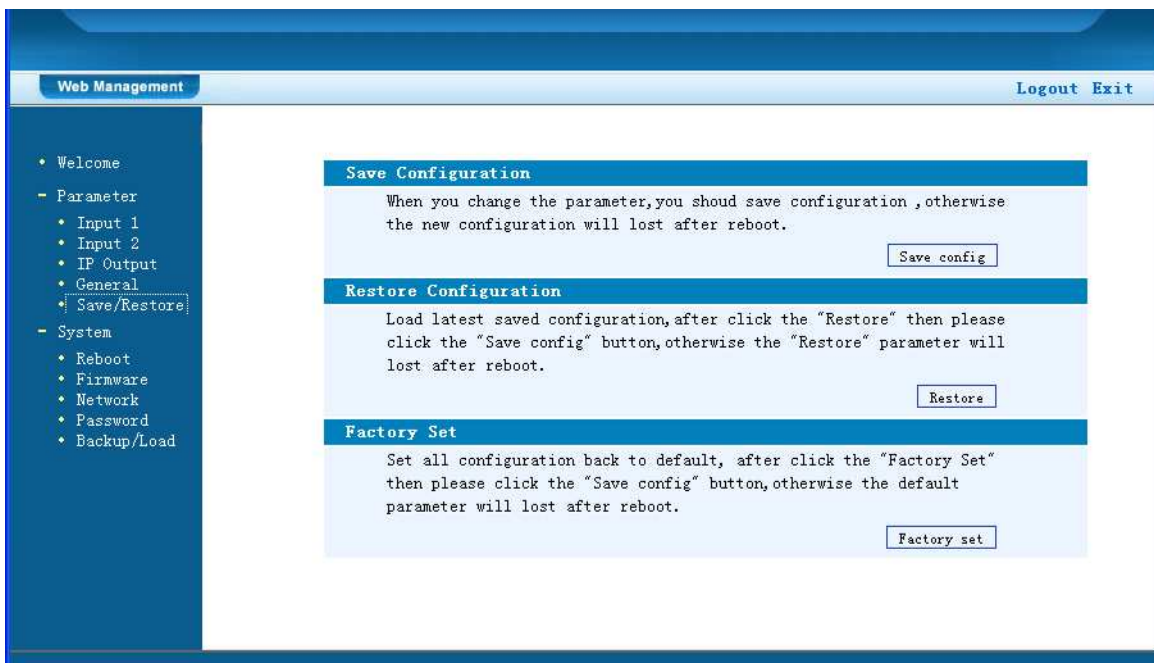 Web Management
Logout Exit
Welcome
Parameter
Input 1
Input 2
IP Output
General
Save/Restore
System
Reboot
Firmware
Network
Password
Backup/Load
Save Configuration
When you change the parameter,you shoud save configuration ,otherwise
the new configuration will lost after reboot.
Save config
Restore Configuration
Load latest saved configuration,after click the "Restore" then please
click the "Save config" button,otherwise the "Restore" parameter will
lost after reboot.
Restore
Factory Set
Set all configuration back to default, after click the "Factory Set"
then please click the "Save config" button,otherwise the default
parameter will lost after reboot.
Factory set